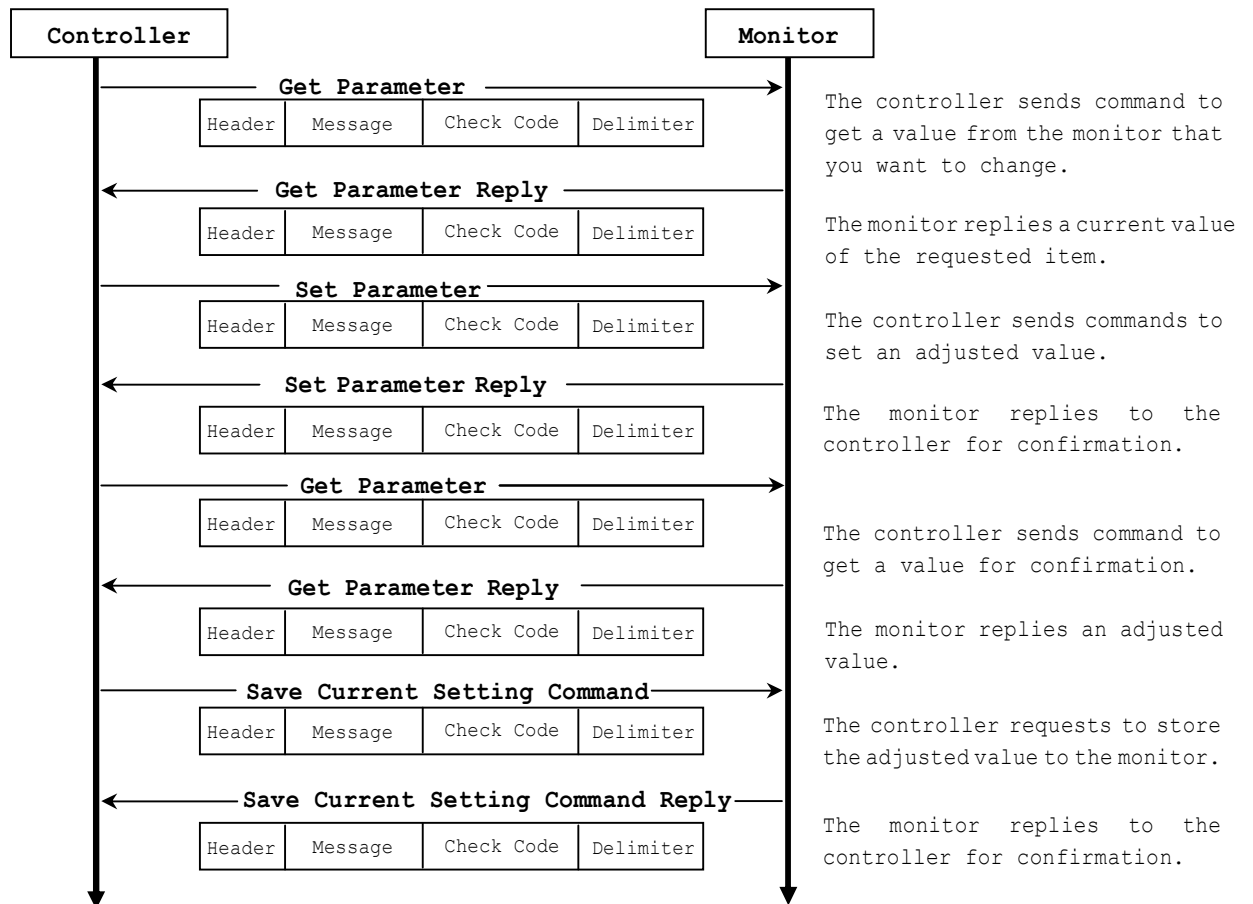 Controller Monitor
Get Parameter
Header Message Check Code Delimiter
The controller sends command to
get a value from the monitor that
you want to change.
Get Parameter Reply
Header Message Check Code Delimiter
The monitor replies a current value
of the requested item.
Set Parameter
Header Message Check Code Delimiter
The controller sends commands to
set an adjusted value.
Set Parameter Reply
Header Message Check Code Delimiter
The monitor replies to the
controller for confirmation.
Get Parameter
Header Message Check Code Delimiter
The controller sends command to
get a value for confirmation.
Get Parameter Reply
Header Message Check Code Delimiter
The monitor replies an adjusted
value.
Save Current Setting Command
Header Message Check Code Delimiter
The controller requests to store
the adjusted value to the monitor.
Save Current Setting Command Reply
Header Message Check Code Delimiter
The monitor replies to the
controller for confirmation.